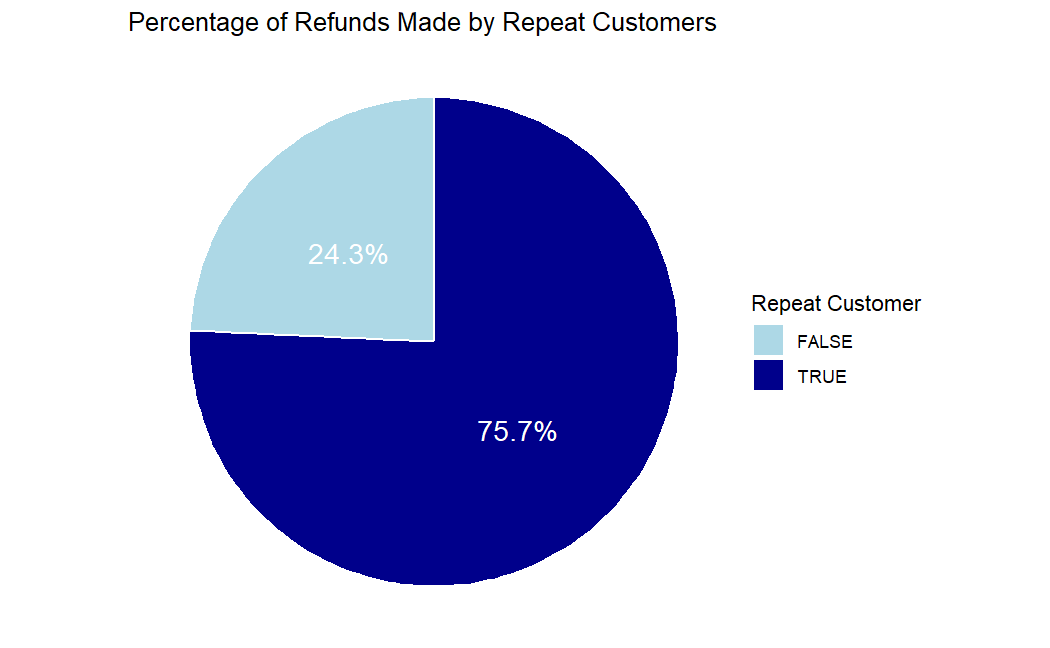 Percentage of Refunds Made by Repeat Customers
24.3%
75.7%
Repeat Customer
FALSE
TRUE